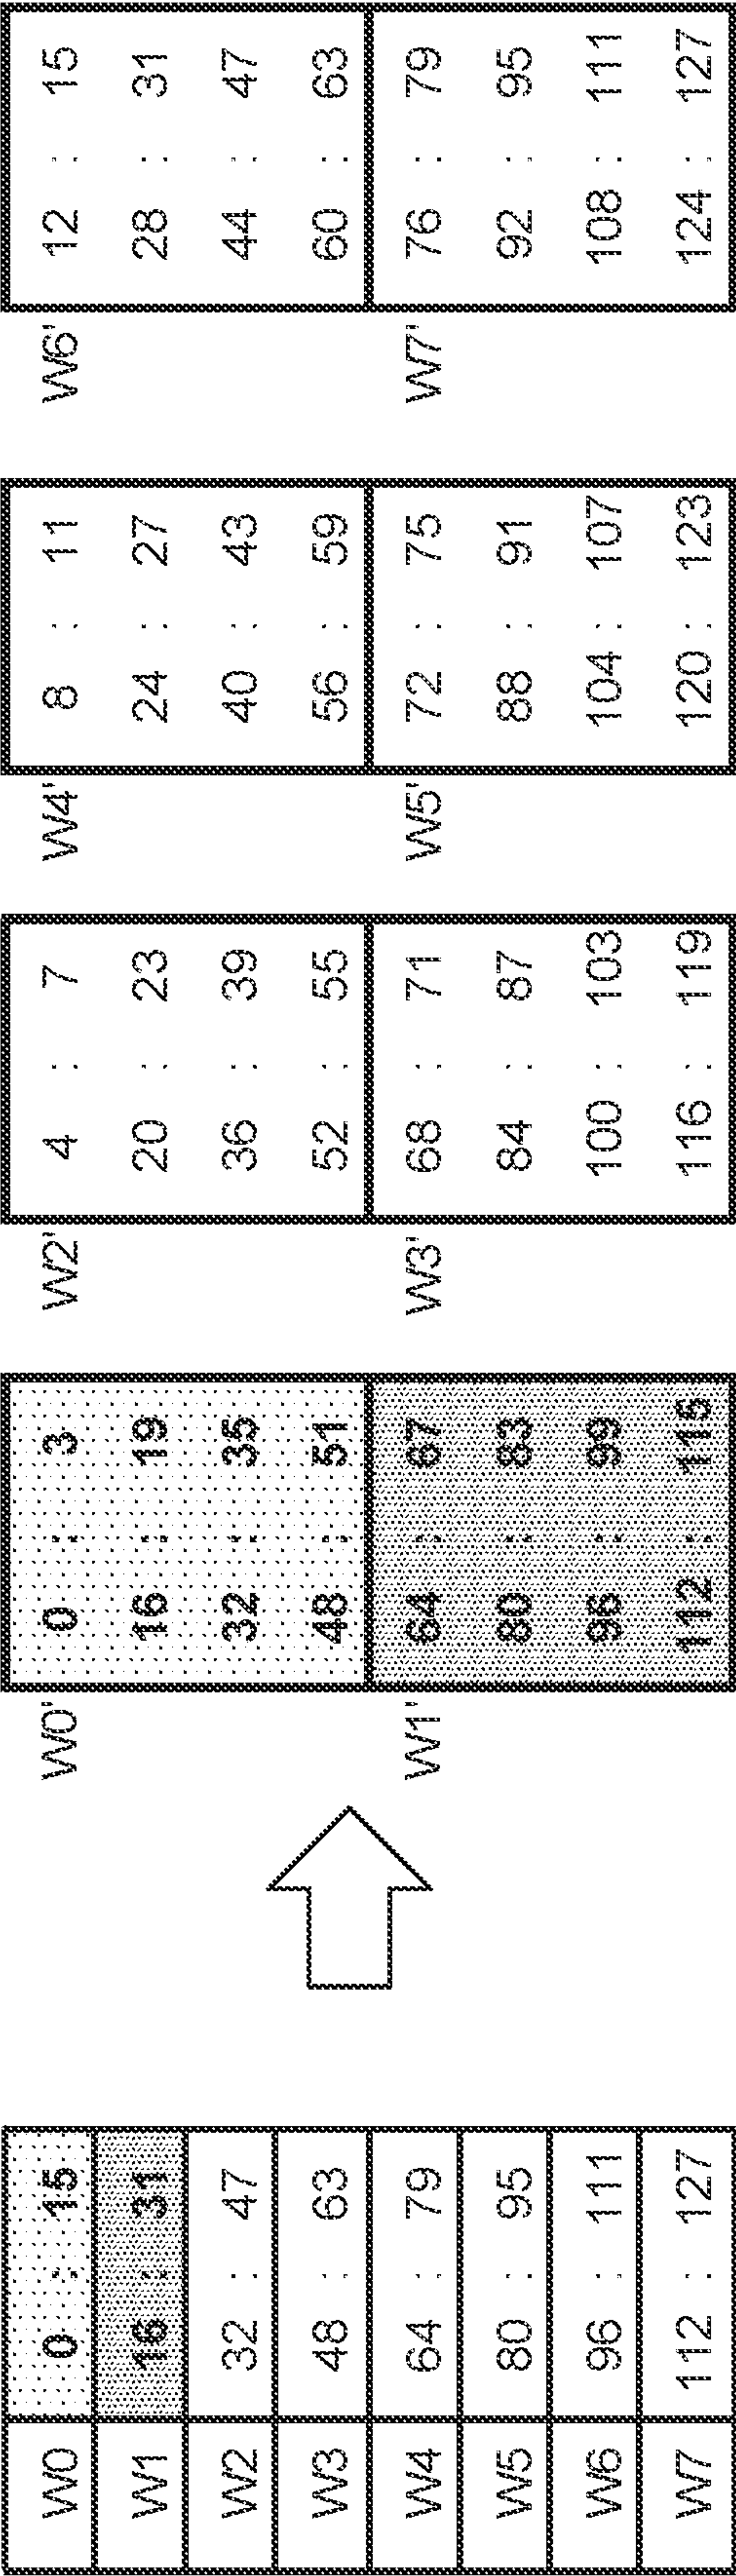 W0 0 : 15 W0' 0 : 3 W2' 4 : 7 W4' 8 : 11 W6' 12 : 15
W1 16 : 31 16 : 19 20 : 23 24 : 27 28 : 31
W2 32 : 47 32 : 35 36 : 39 40 : 43 44 : 47
W3 48 : 63 48 : 51 52 : 55 56 : 59 60 : 63
W4 64 : 79 W1' 64 : 67 W3' 68 : 71 W5' 72 : 75 W7' 76 : 79
W5 80 : 95 80 : 83 84 : 87 88 : 91 92 : 95
W6 96 : 111 96 : 99 100 : 103 104 : 107 108 : 111
W7 112 : 127 112 : 115 116 : 119 120 : 123 124 : 127